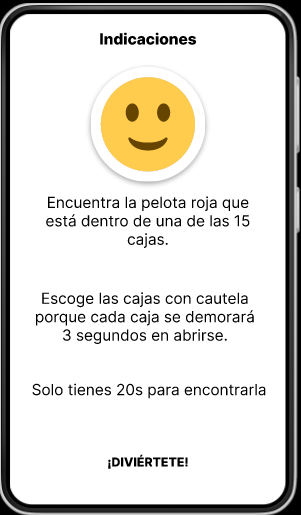 Indicaciones
Encuentra la pelota roja que
está dentro de una de las 15
cajas.
Escoge las cajas con cautela
porque cada caja se demorará
3 segundos en abrirse.
Solo tienes 20s para encontrarla
¡DIVIÉRTETE!